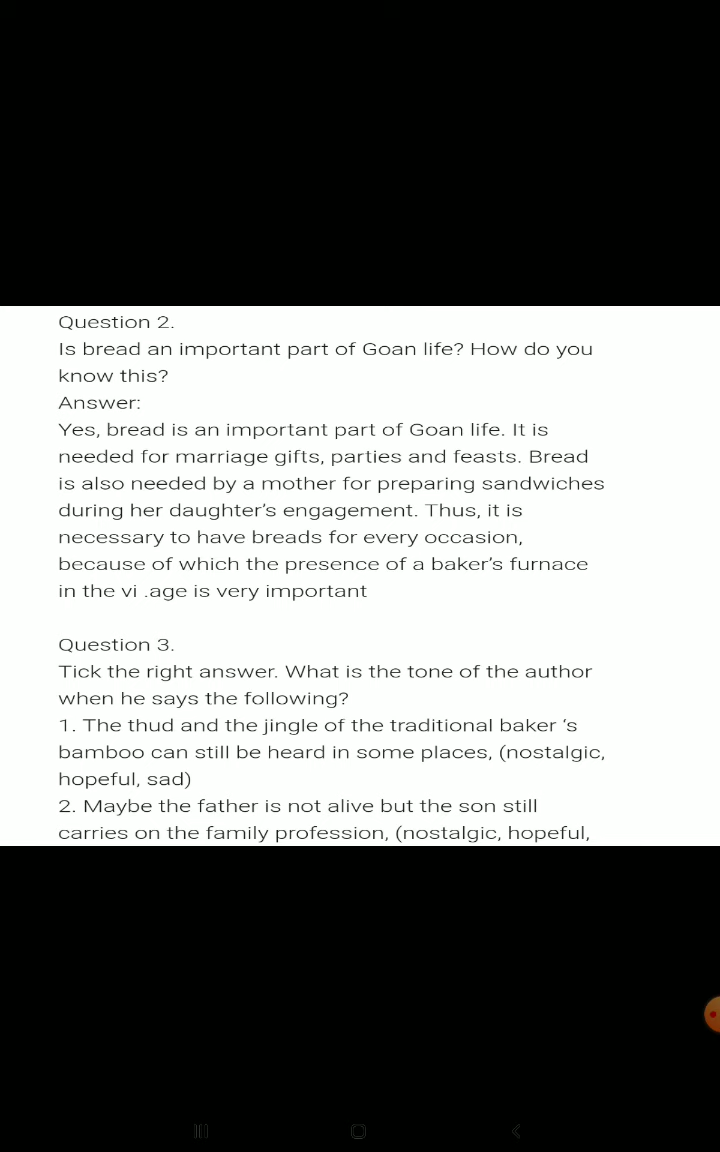 Question 2.
Is bread an important part of Goan life? How do you
know this?
Answer:
Yes, bread is an important part of Goan life. It is
needed for marriage gifts, parties and feasts. Bread
is also needed by a mother for preparing sandwiches
during her daughter’s engagement. Thus, it is
necessary to have breads for every occasion,
because of which the presence of a baker’s furnace
in the vi .age is very important
Question 3.
Tick the right answer. What is the tone of the author
when he says the following?
1. The thud and the jingle of the traditional baker ‘s
bamboo can still be heard in some places, (nostalgic,
hopeful, sad)
2. Maybe the father is not alive but the son still
carries on the family profession, (nostalgic, hopeful,